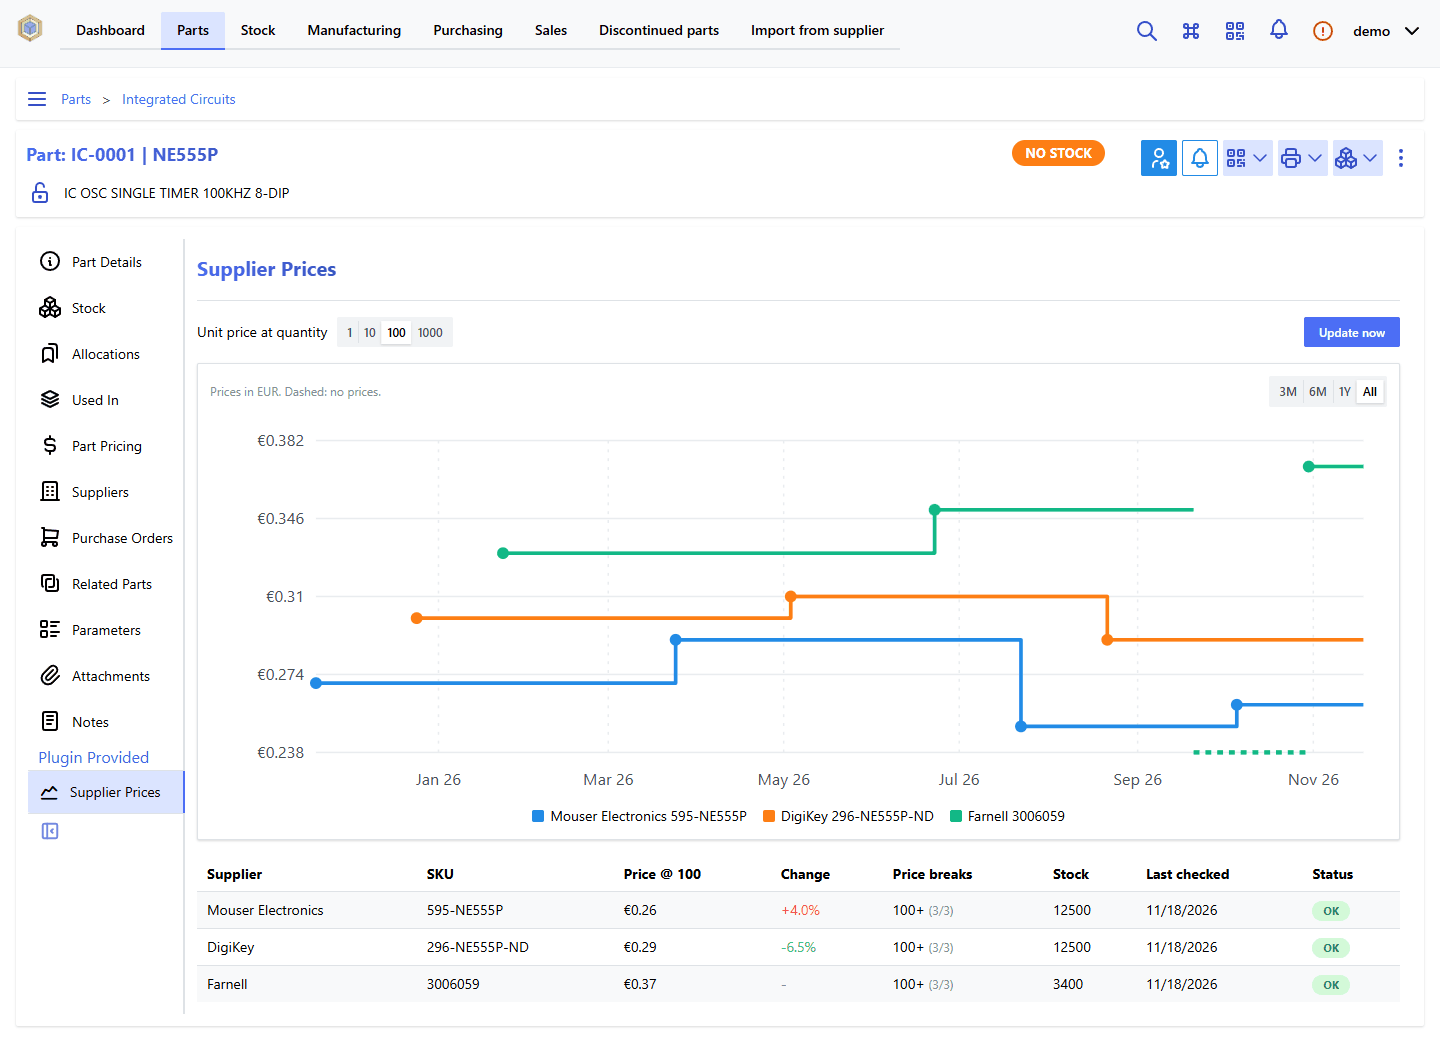 Dashboard Parts Stock Manufacturing Purchasing Sales Discontinued parts Import from supplier demo
Parts > Integrated Circuits
Part: IC-0001 | NE555P
NO STOCK
IC OSC SINGLE TIMER 100KHZ 8-DIP
Part Details
Stock
Allocations
Used In
Part Pricing
Suppliers
Purchase Orders
Related Parts
Parameters
Attachments
Notes
Plugin Provided
Supplier Prices
Supplier Prices
Unit price at quantity 1 10 100 1000
Update now
Prices in EUR. Dashed: no prices.
3M 6M 1Y All
€0.382
€0.346
€0.31
€0.274
€0.238
Jan 26 Mar 26 May 26 Jul 26 Sep 26 Nov 26
Mouser Electronics 595-NE555P DigiKey 296-NE555P-ND Farnell 3006059
Supplier SKU Price @ 100 Change Price breaks Stock Last checked Status
Mouser Electronics 595-NE555P €0.26 +4.0% 100+ (3/3) 12500 11/18/2026 OK
DigiKey 296-NE555P-ND €0.29 -6.5% 100+ (3/3) 12500 11/18/2026 OK
Farnell 3006059 €0.37 - 100+ (3/3) 3400 11/18/2026 OK